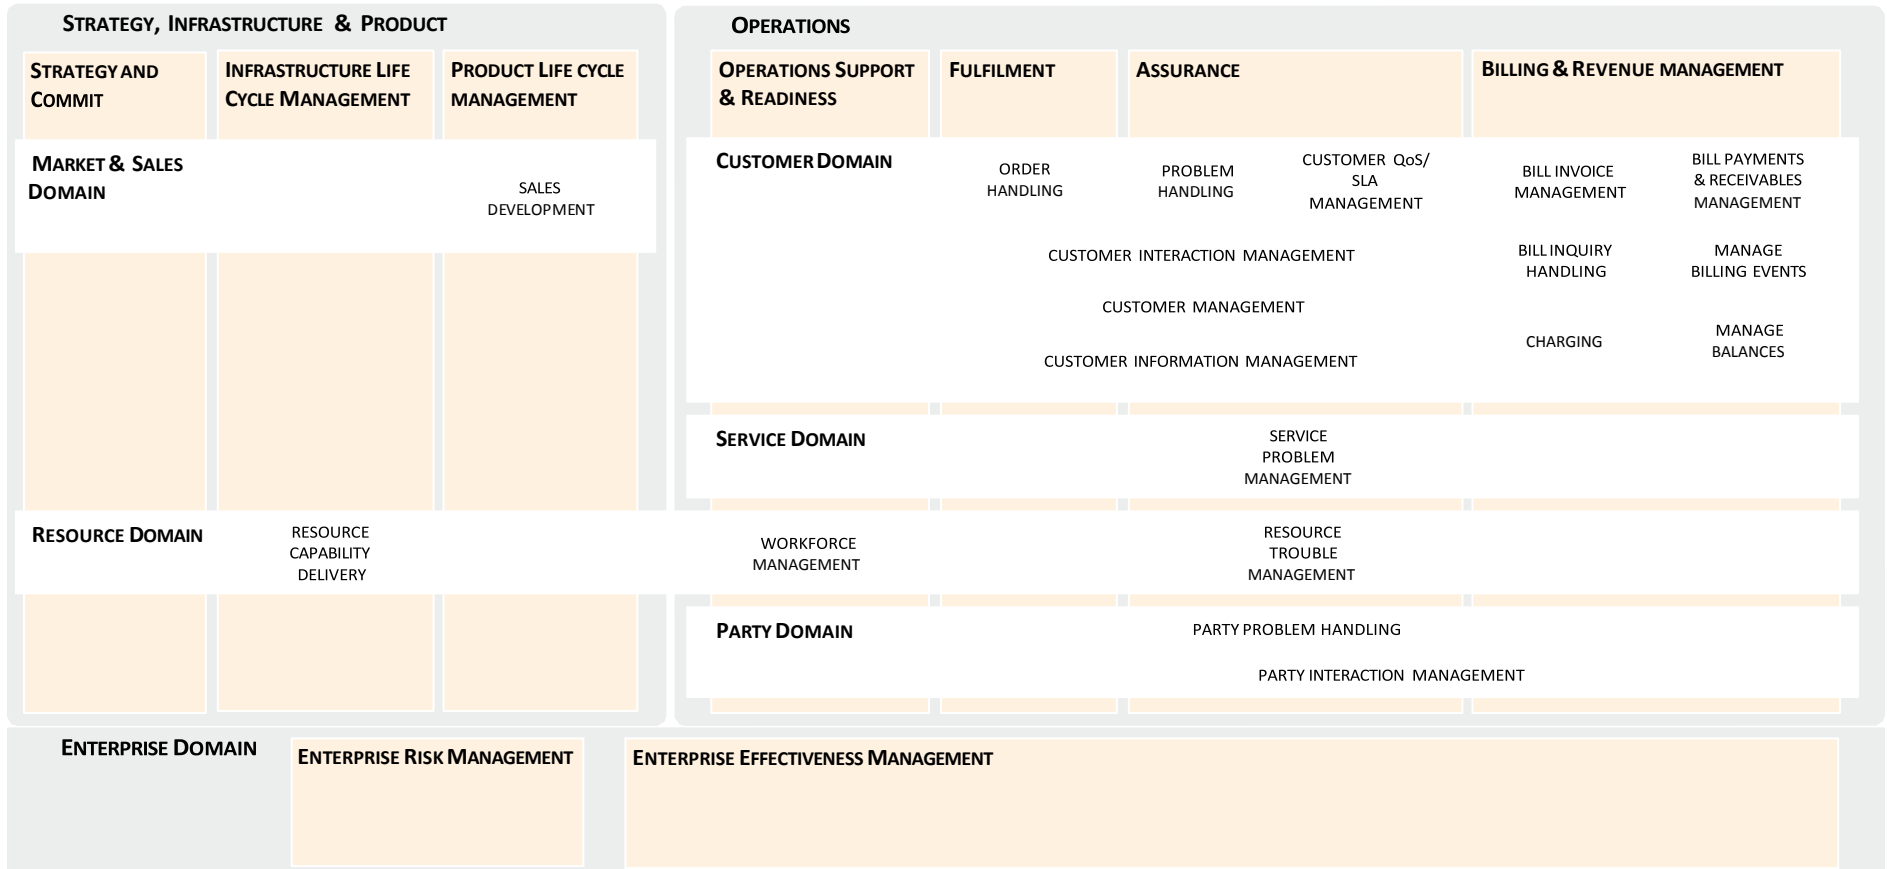 STRATEGY, INFRASTRUCTURE & PRODUCT
STRATEGY AND
COMMIT
INFRASTRUCTURE LIFE
CYCLE MANAGEMENT
PRODUCT LIFE CYCLE
MANAGEMENT
MARKET & SALES
DOMAIN
SALES
DEVELOPMENT
OPERATIONS
OPERATIONS SUPPORT
& READINESS
FULFILMENT
ASSURANCE
BILLING & REVENUE MANAGEMENT
CUSTOMER DOMAIN
ORDER
HANDLING
PROBLEM
HANDLING
CUSTOMER QoS/
SLA
MANAGEMENT
BILL INVOICE
MANAGEMENT
BILL PAYMENTS
& RECEIVABLES
MANAGEMENT
CUSTOMER INTERACTION MANAGEMENT
BILL INQUIRY
HANDLING
MANAGE
BILLING EVENTS
CUSTOMER MANAGEMENT
CUSTOMER INFORMATION MANAGEMENT
CHARGING
MANAGE
BALANCES
SERVICE DOMAIN
SERVICE
PROBLEM
MANAGEMENT
RESOURCE DOMAIN
RESOURCE
CAPABILITY
DELIVERY
WORKFORCE
MANAGEMENT
RESOURCE
TROUBLE
MANAGEMENT
PARTY DOMAIN
PARTY PROBLEM HANDLING
PARTY INTERACTION MANAGEMENT
ENTERPRISE DOMAIN
ENTERPRISE RISK MANAGEMENT
ENTERPRISE EFFECTIVENESS MANAGEMENT